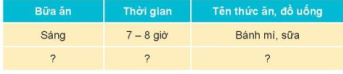 Bữa ăn Thời gian Tên thức ăn, đồ uống
Sáng 7 – 8 giờ Bánh mì, sữa
? ? ?